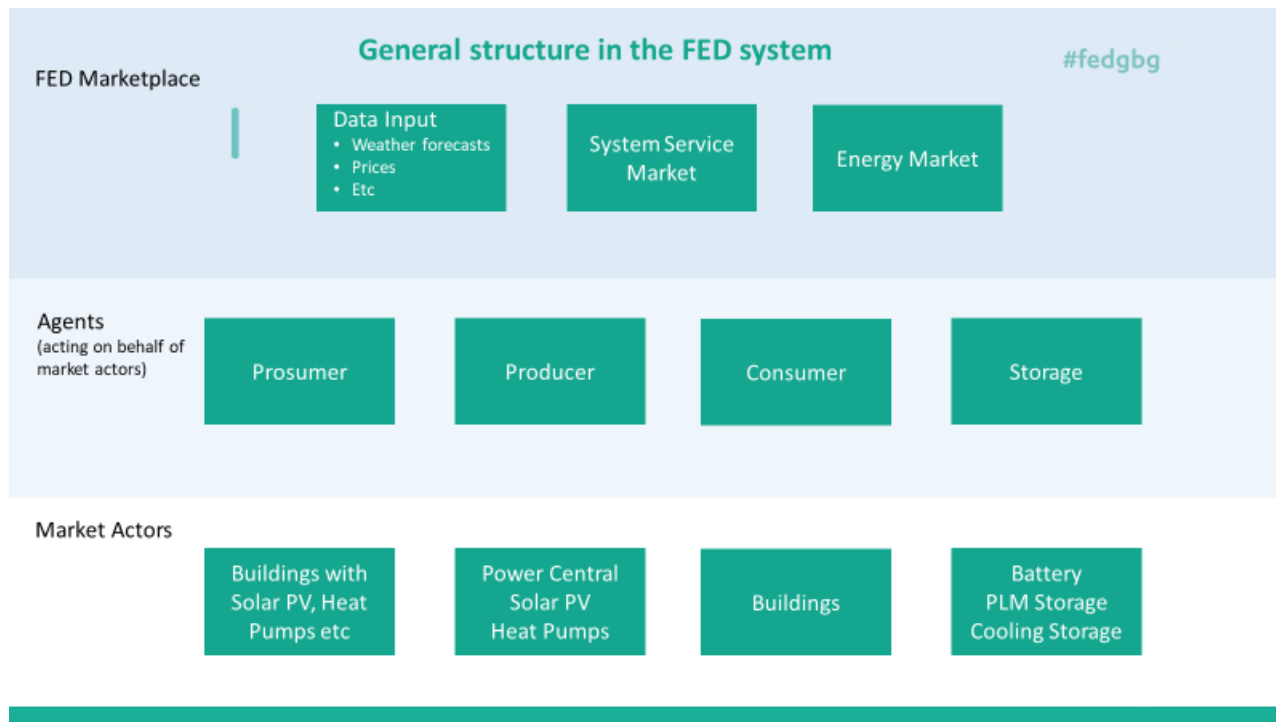 General structure in the FED system
#fedgbg
FED Marketplace
Data Input
• Weather forecasts
• Prices
• Etc
System Service
Market
Energy Market
Agents
(acting on behalf of
market actors)
Prosumer
Producer
Consumer
Storage
Market Actors
Buildings with
Solar PV, Heat
Pumps etc
Power Central
Solar PV
Heat Pumps
Buildings
Battery
PLM Storage
Cooling Storage